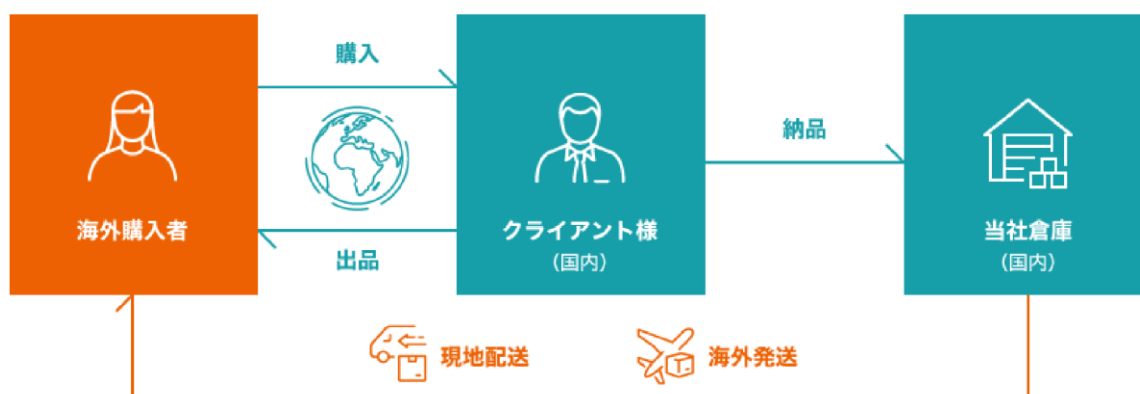 購入
納品
海外購入者
クライアント様
（国内）
当社倉庫
（国内）
出品
現地配送
海外発送